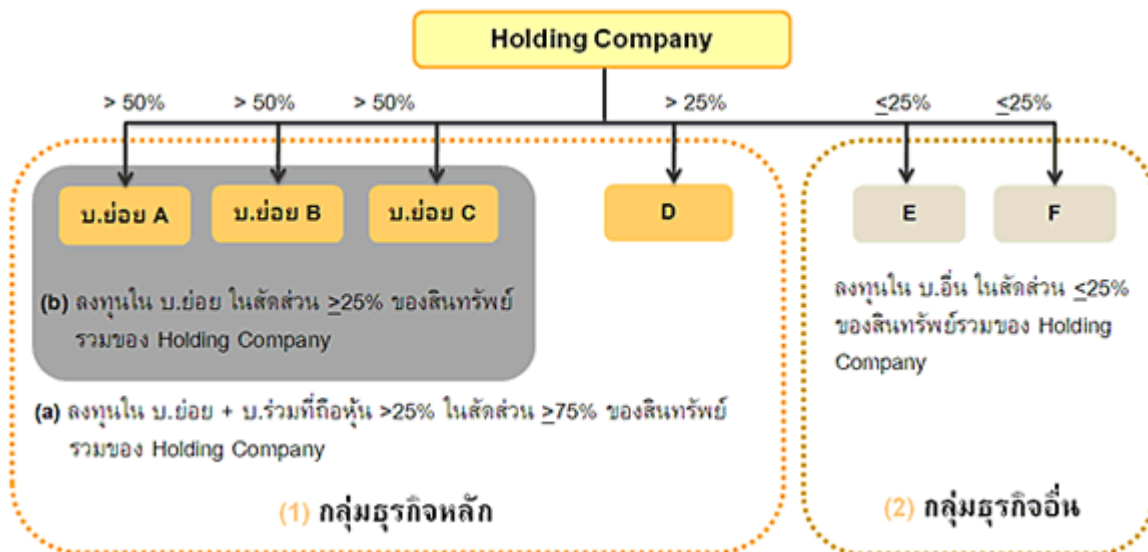 Holding Company
> 50% > 50% > 50% > 25% ≤25% ≤25%
บ.ย่อย A บ.ย่อย B บ.ย่อย C D E F
(b) ลงทุนใน บ.ย่อย ในสัดส่วน ≥25% ของสินทรัพย์
รวมของ Holding Company
(a) ลงทุนใน บ.ย่อย + บ.ร่วมที่ถือหุ้น >25% ในสัดส่วน ≥75% ของสินทรัพย์
รวมของ Holding Company
(1) กลุ่มธุรกิจหลัก
ลงทุนใน บ.อื่น ในสัดส่วน ≤25%
ของสินทรัพย์รวมของ Holding
Company
(2) กลุ่มธุรกิจอื่น